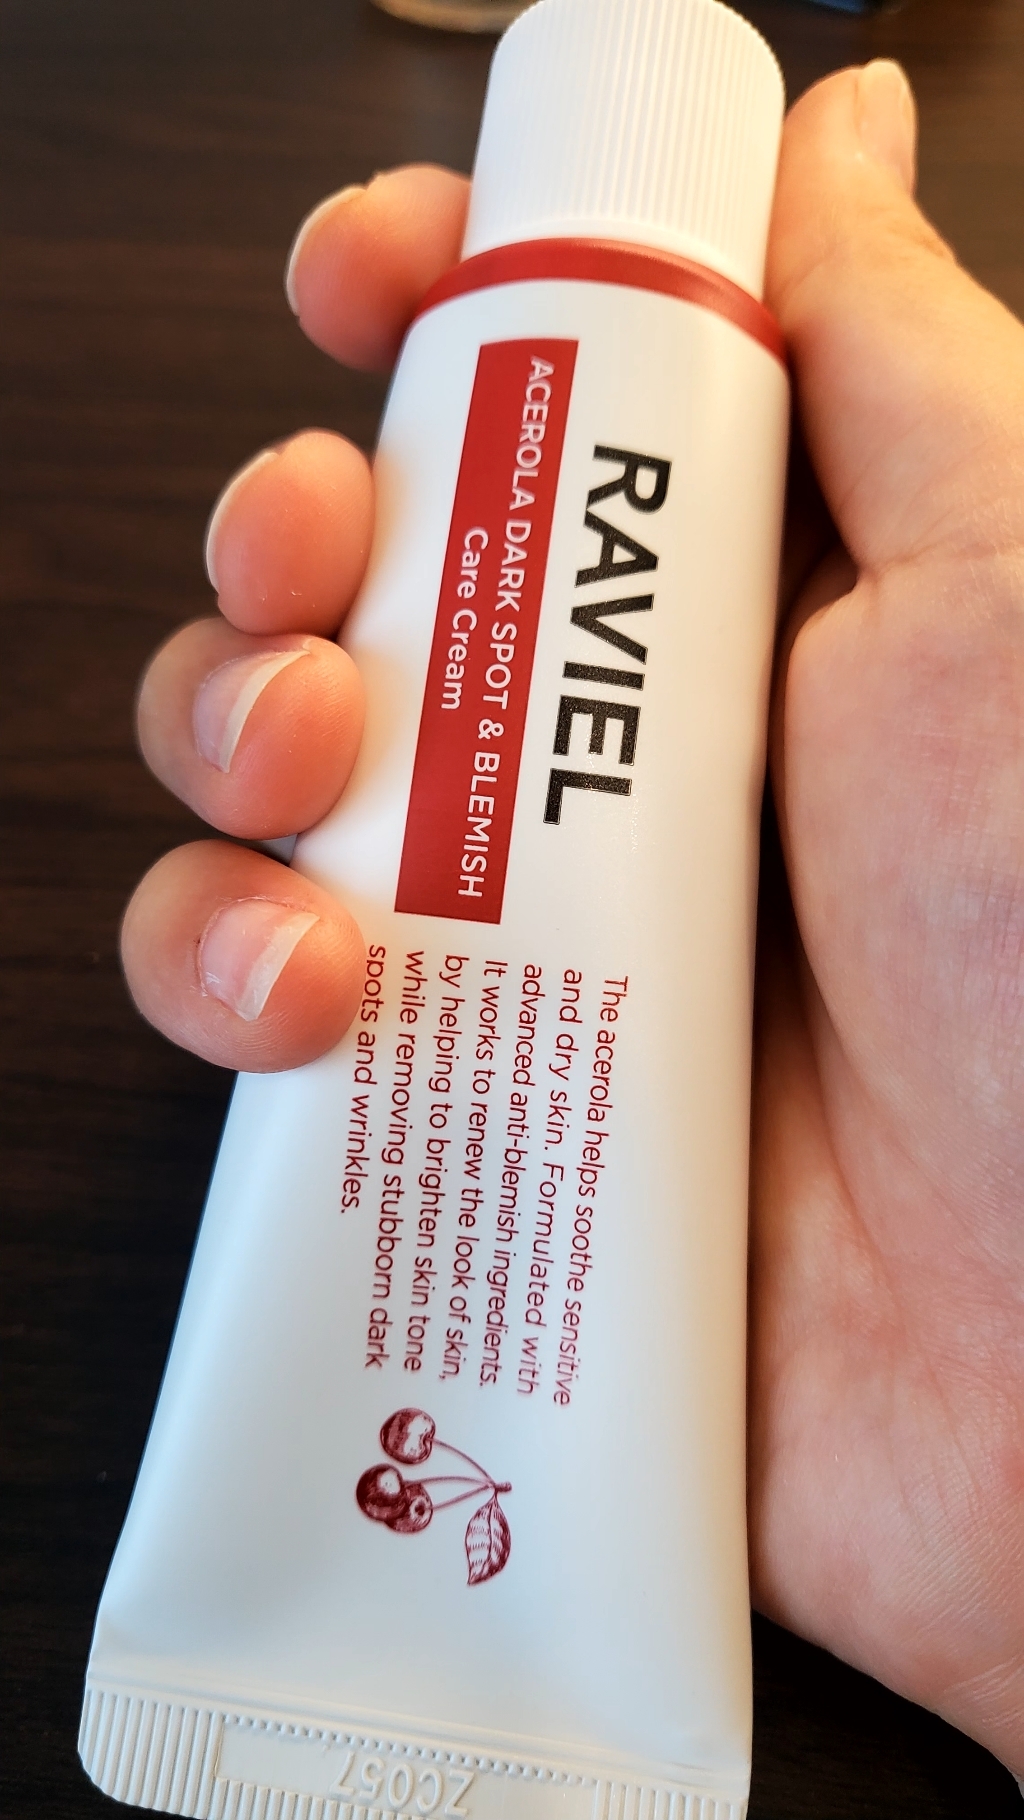 RAVIEL
ACEROLA DARK SPOT & BLEMISH
Care Cream
The acerola helps soothe sensitive
and dry skin. Formulated with
advanced anti-blemish ingredients.
It works to renew the look of skin,
by helping to brighten skin tone
while removing stubborn dark
spots and wrinkles.
ZC057